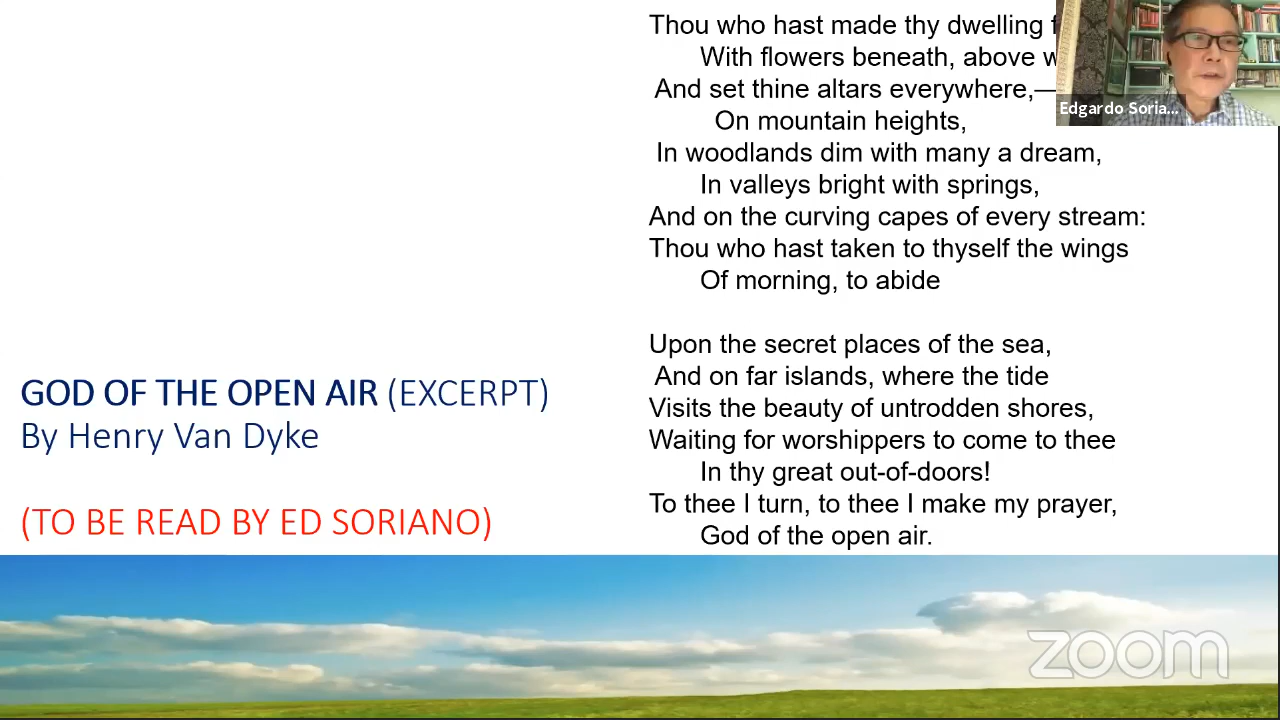 GOD OF THE OPEN AIR (EXCERPT)
By Henry Van Dyke
(TO BE READ BY ED SORIANO)
Thou who hast made thy dwelling
With flowers beneath, above
And set thine altars everywhere,—
On mountain heights,
In woodlands dim with many a dream,
In valleys bright with springs,
And on the curving capes of every stream:
Thou who hast taken to thyself the wings
Of morning, to abide
Upon the secret places of the sea,
And on far islands, where the tide
Visits the beauty of untrodden shores,
Waiting for worshippers to come to thee
In thy great out-of-doors!
To thee I turn, to thee I make my prayer,
God of the open air.
Edgardo Soria...
zoom